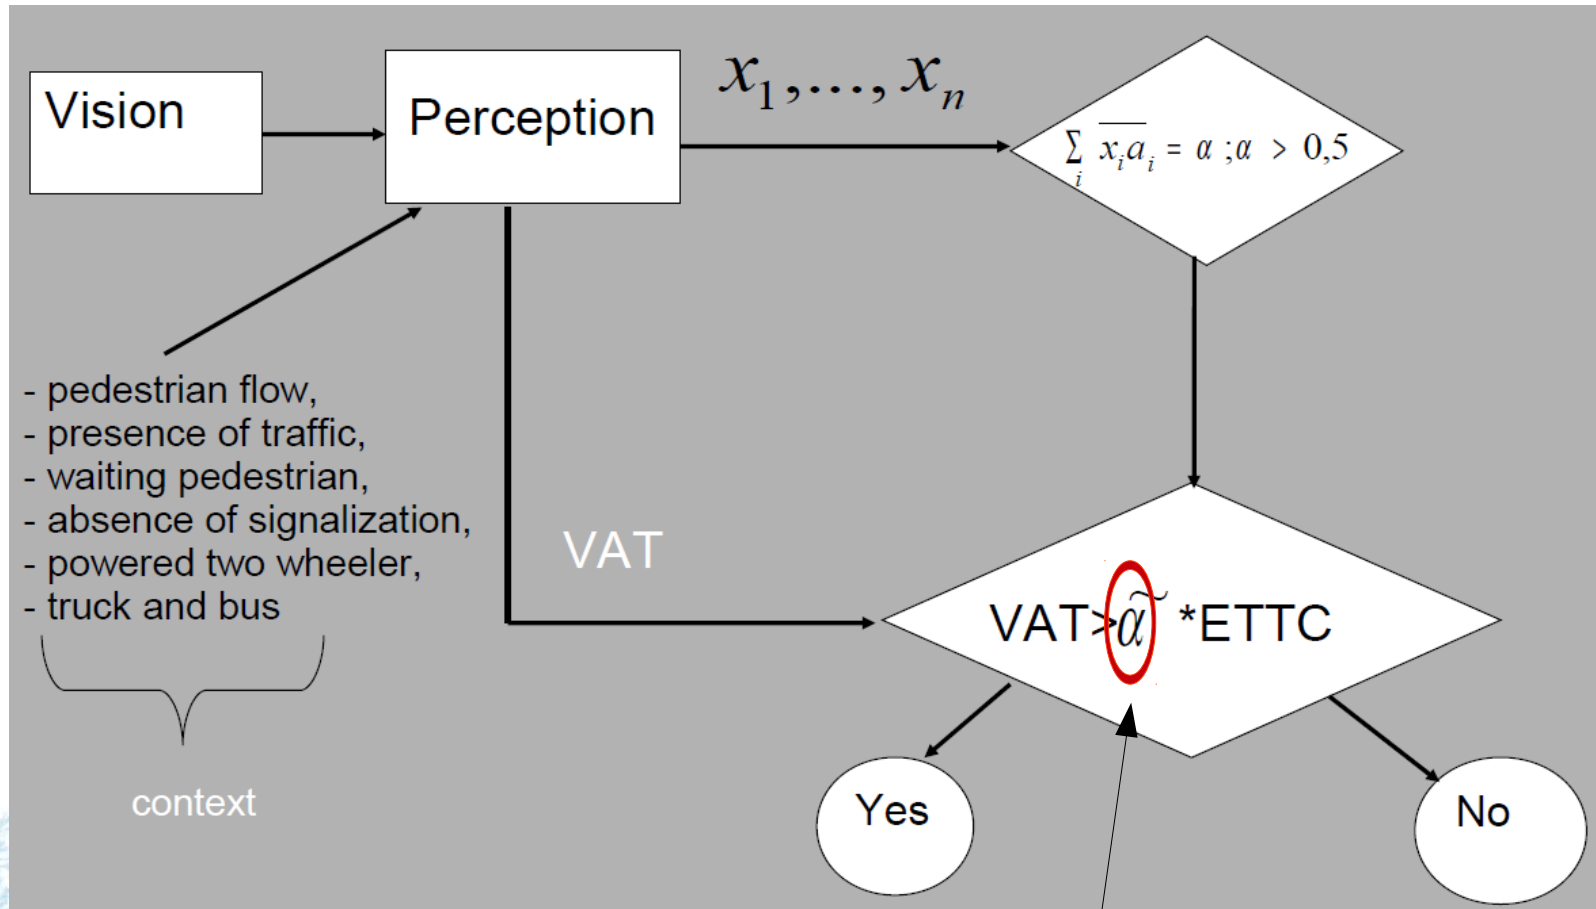 Vision
Perception
x₁,...,xₙ
∑ᵢ x̅ᵢa̅ᵢ = α ;α > 0,5
- pedestrian flow,
- presence of traffic,
- waiting pedestrian,
- absence of signalization,
- powered two wheeler,
- truck and bus
context
VAT
VAT>α̃ *ETTC
Yes
No